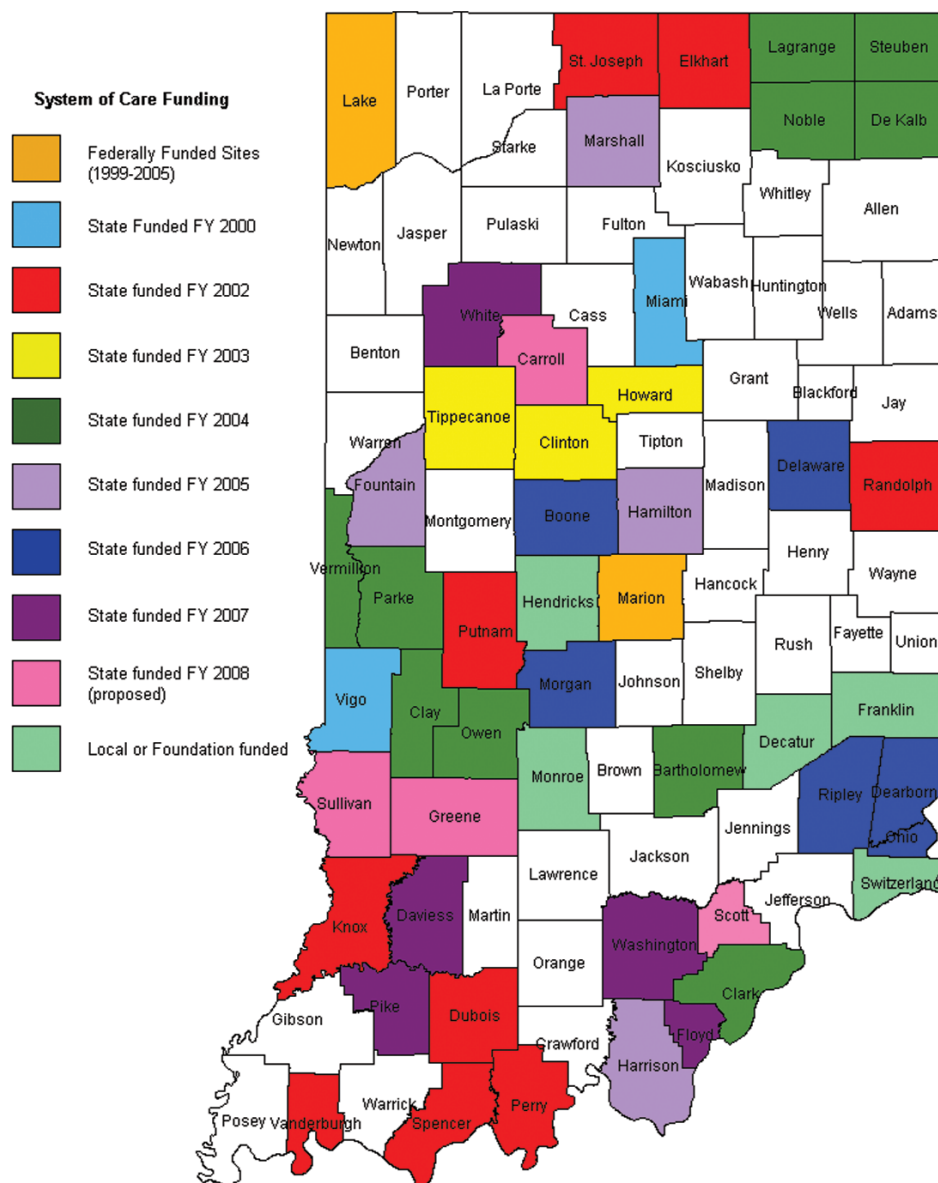 System of Care Funding
Federally Funded Sites
(1999-2005)
State Funded FY 2000
State funded FY 2002
State funded FY 2003
State funded FY 2004
State funded FY 2005
State funded FY 2006
State funded FY 2007
State funded FY 2008
(proposed)
Local or Foundation funded
Lake
Porter
La Porte
St. Joseph
Elkhart
Lagrange
Steuben
Noble
De Kalb
Starke
Marshall
Kosciusko
Whitley
Allen
Newton
Jasper
Pulaski
Fulton
White
Cass
Miami
Wabash
Huntington
Wells
Adams
Benton
Carroll
Howard
Grant
Blackford
Jay
Warren
Tippecanoe
Clinton
Tipton
Fountain
Montgomery
Boone
Hamilton
Madison
Delaware
Randolph
Vermillion
Parke
Putnam
Hendricks
Marion
Hancock
Henry
Wayne
Vigo
Clay
Owen
Morgan
Johnson
Shelby
Rush
Fayette
Union
Sullivan
Greene
Monroe
Brown
Bartholomew
Decatur
Franklin
Ripley
Dearborn
Ohio
Jennings
Jackson
Lawrence
Switzerland
Jefferson
Knox
Daviess
Martin
Orange
Washington
Scott
Clark
Gibson
Pike
Dubois
Crawford
Harrison
Floyd
Posey
Vanderburgh
Warrick
Spencer
Perry